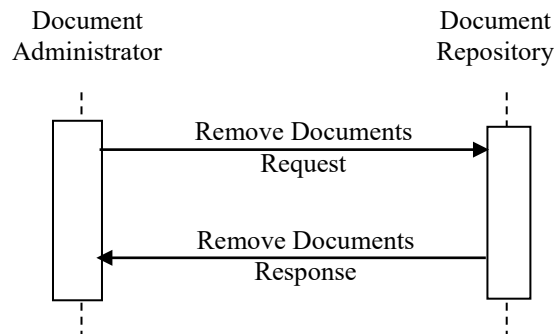 Document
Administrator
Document
Repository
Remove Documents
Request
Remove Documents
Response